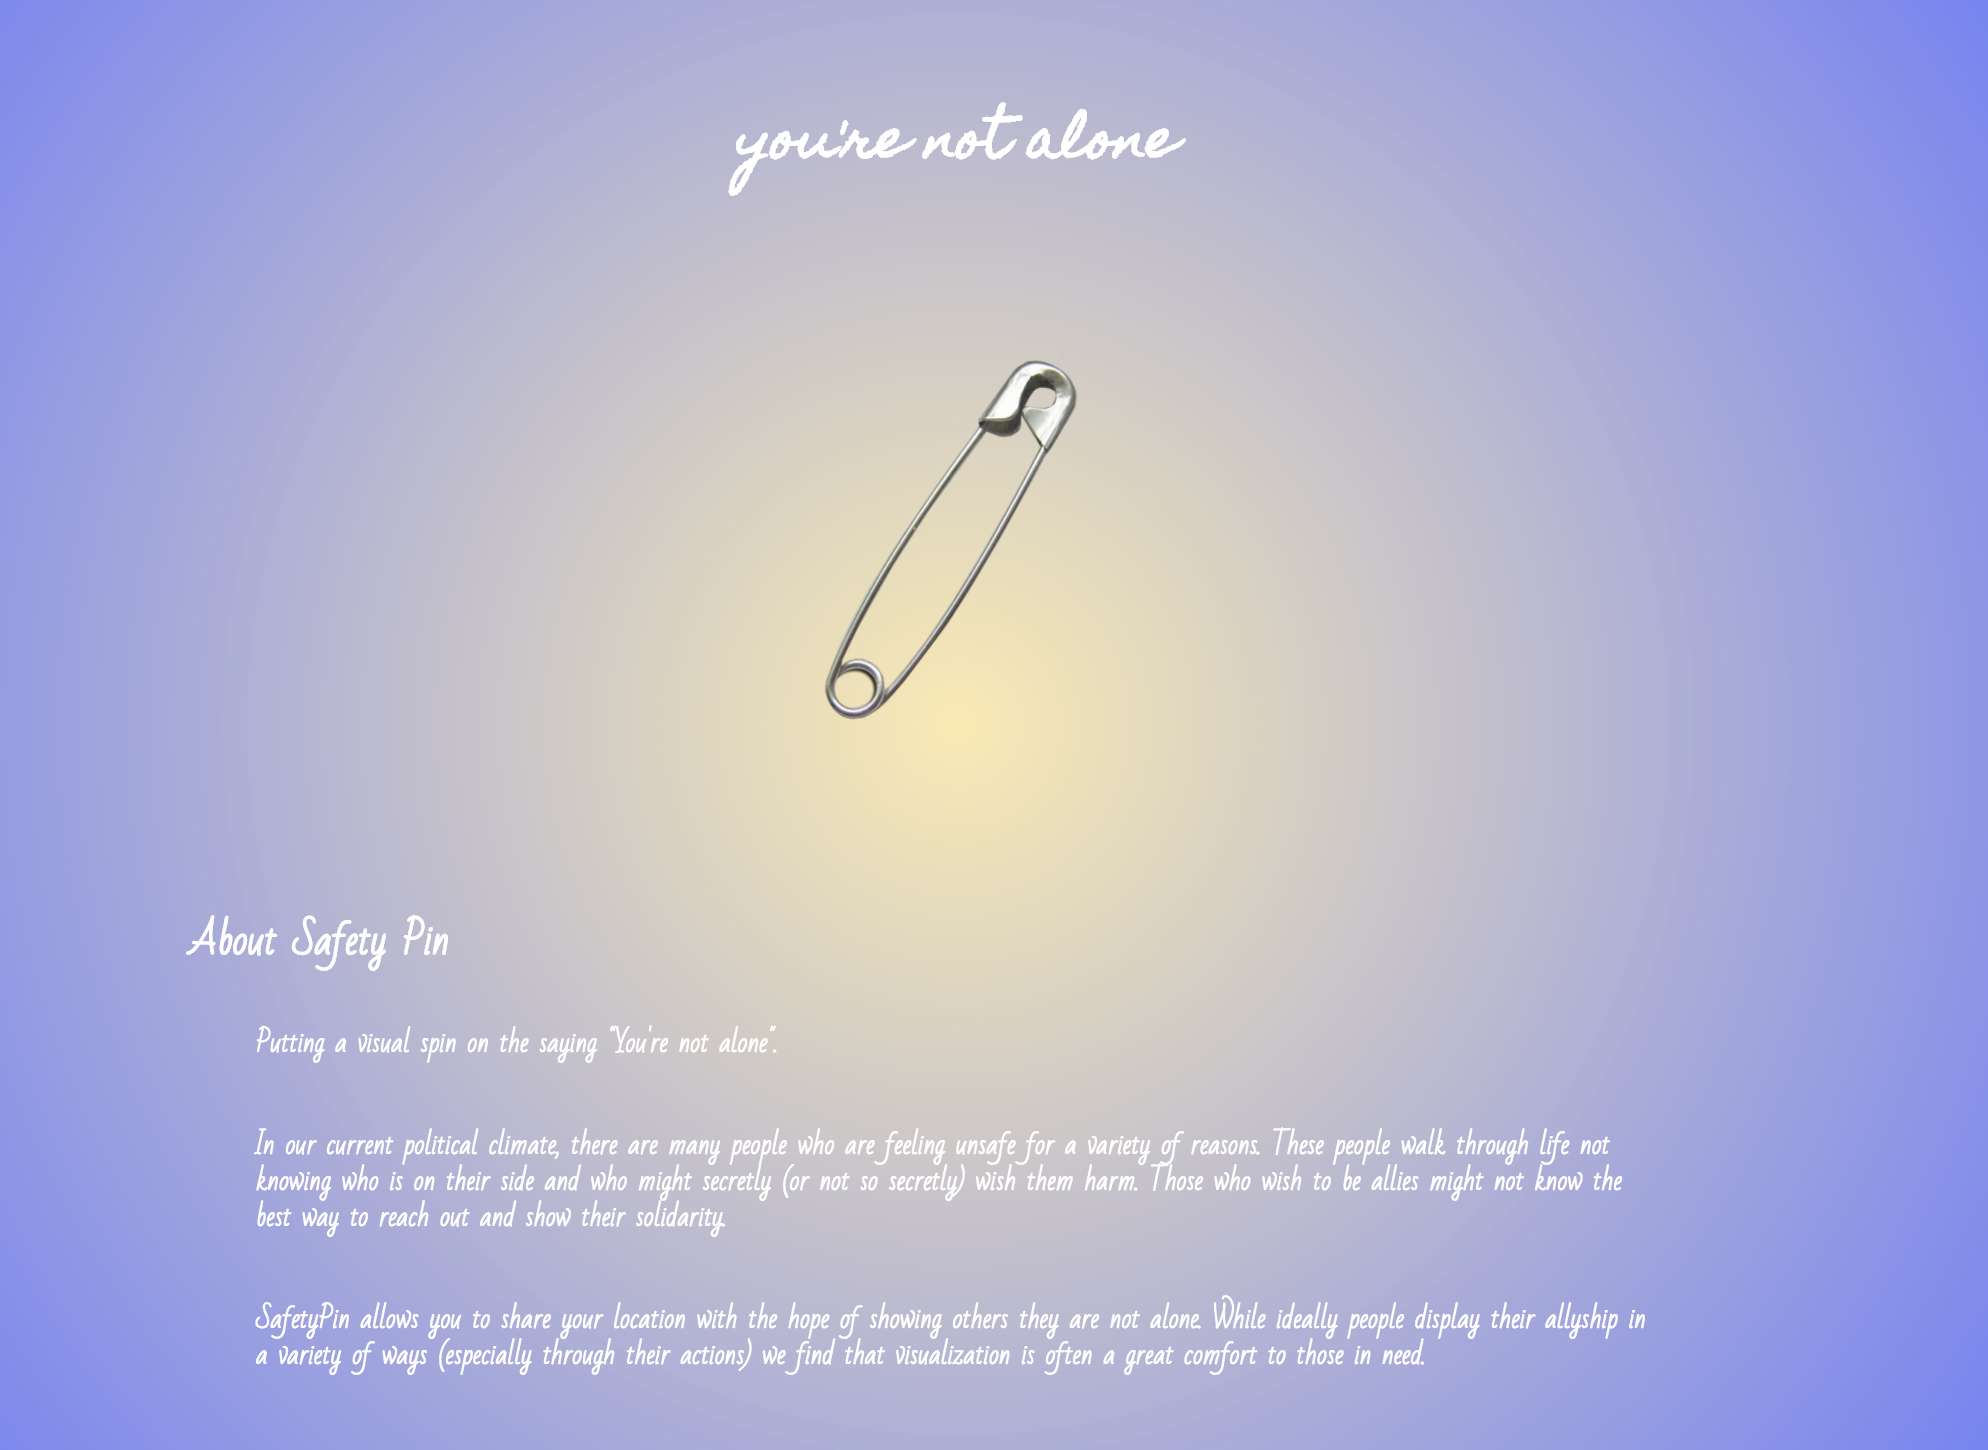 you're not alone
About Safety Pin
Putting a visual spin on the saying "You're not alone".
In our current political climate, there are many people who are feeling unsafe for a variety of reasons. These people walk through life not
knowing who is on their side and who might secretly (or not so secretly) wish them harm. Those who wish to be allies might not know the
best way to reach out and show their solidarity.
SafetyPin allows you to share your location with the hope of showing others they are not alone. While ideally people display their allyship in
a variety of ways (especially through their actions) we find that visualization is often a great comfort to those in need.